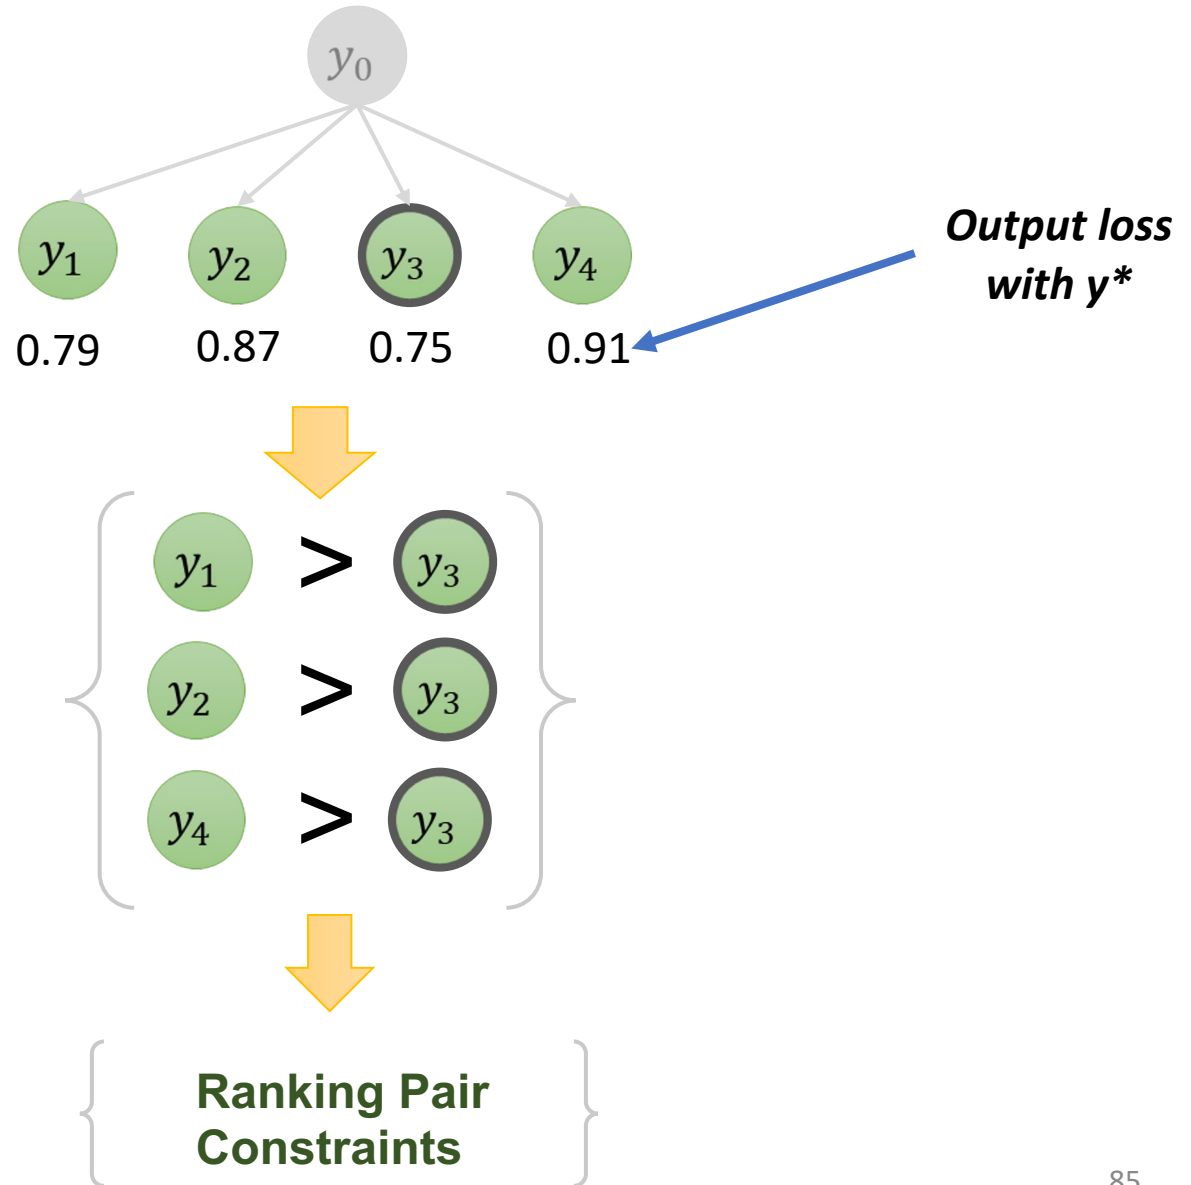 y₀
y₁ y₂ y₃ y₄
Output loss
with y*
0.79 0.87 0.75 0.91
y₁ > y₃
y₂ > y₃
y₄ > y₃
Ranking Pair
Constraints
85